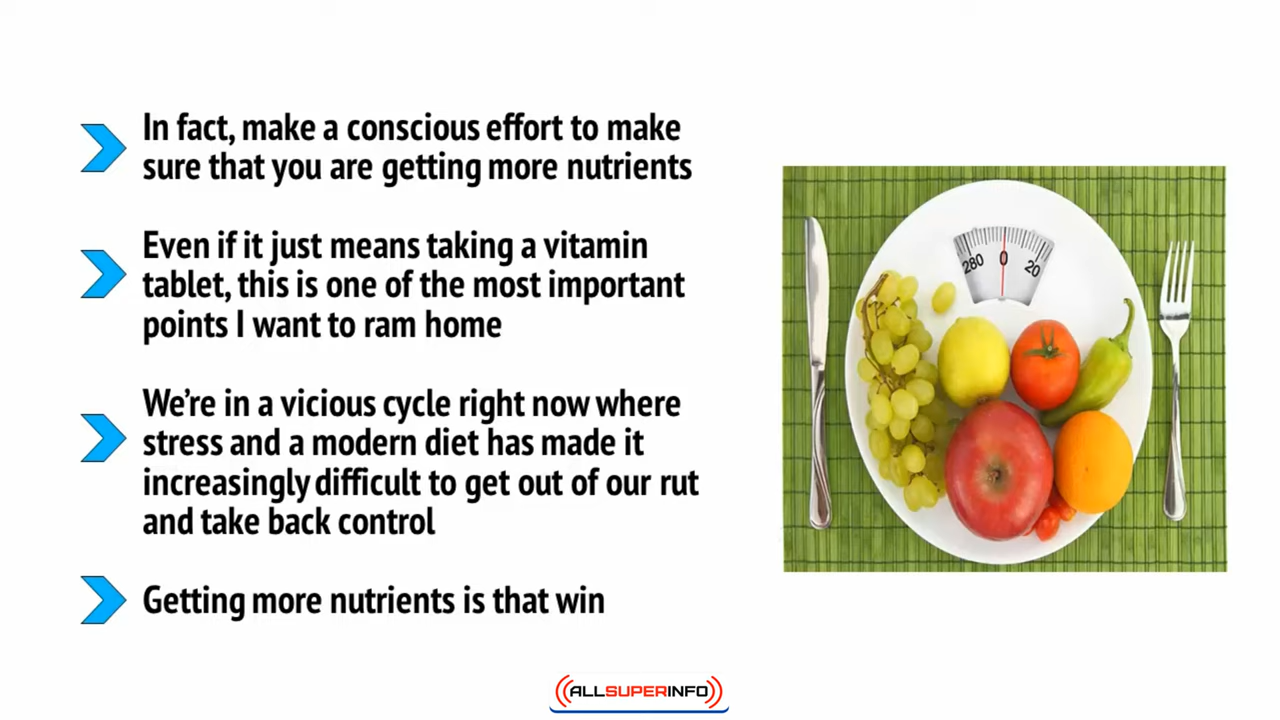 In fact, make a conscious effort to make
sure that you are getting more nutrients
Even if it just means taking a vitamin
tablet, this is one of the most important
points I want to ram home
We're in a vicious cycle right now where
stress and a modern diet has made it
increasingly difficult to get out of our rut
and take back control
Getting more nutrients is that win
280 0 20
ALLSUPERINFO